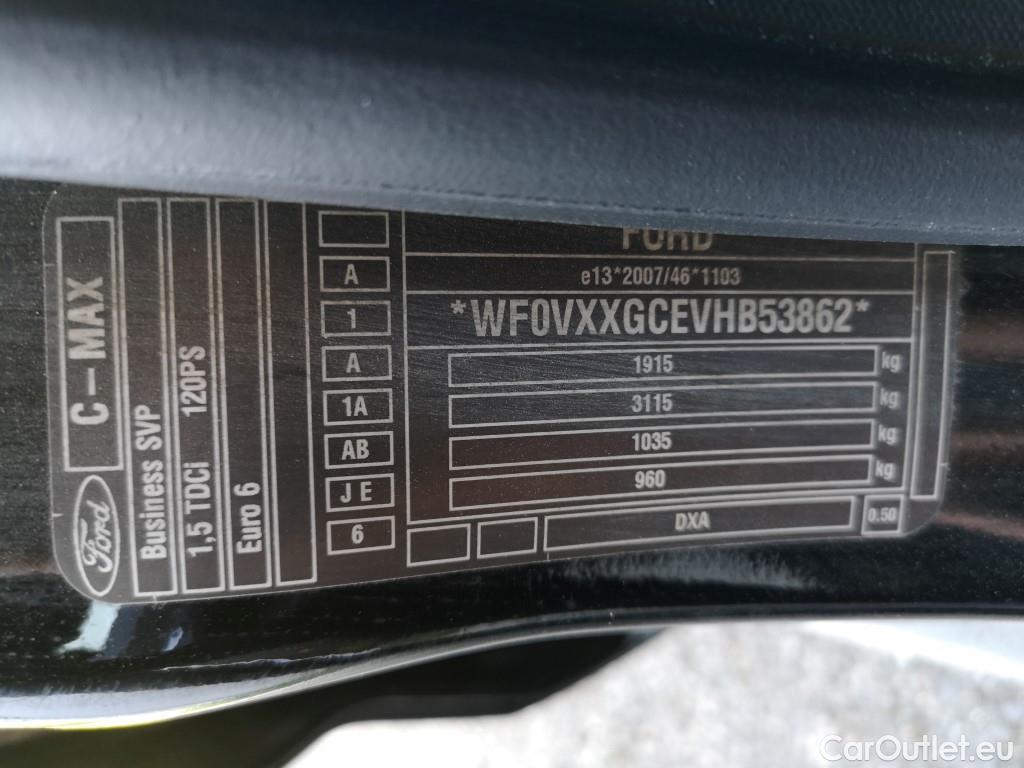 C-MAX
Ford
Business SVP
1,5 TDCi 120PS
Euro 6
A
1
A
1A
AB
J E
6
FORD
e13*2007/46*1103
*WF0VXXGCEVHB53862*
1915 kg
3115 kg
1035 kg
960 kg
DXA
0.50
CarOutlet.eu